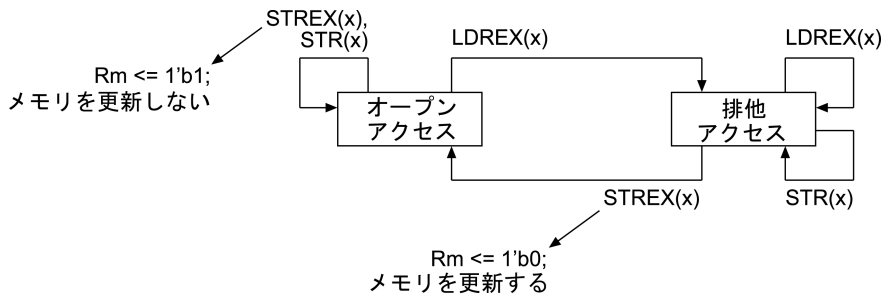 STREX(x),
STR(x)
LDREX(x)
LDREX(x)
Rm <= 1'b1;
メモリを更新しない
オープン
アクセス
排他
アクセス
STREX(x)
STR(x)
Rm <= 1'b0;
メモリを更新する